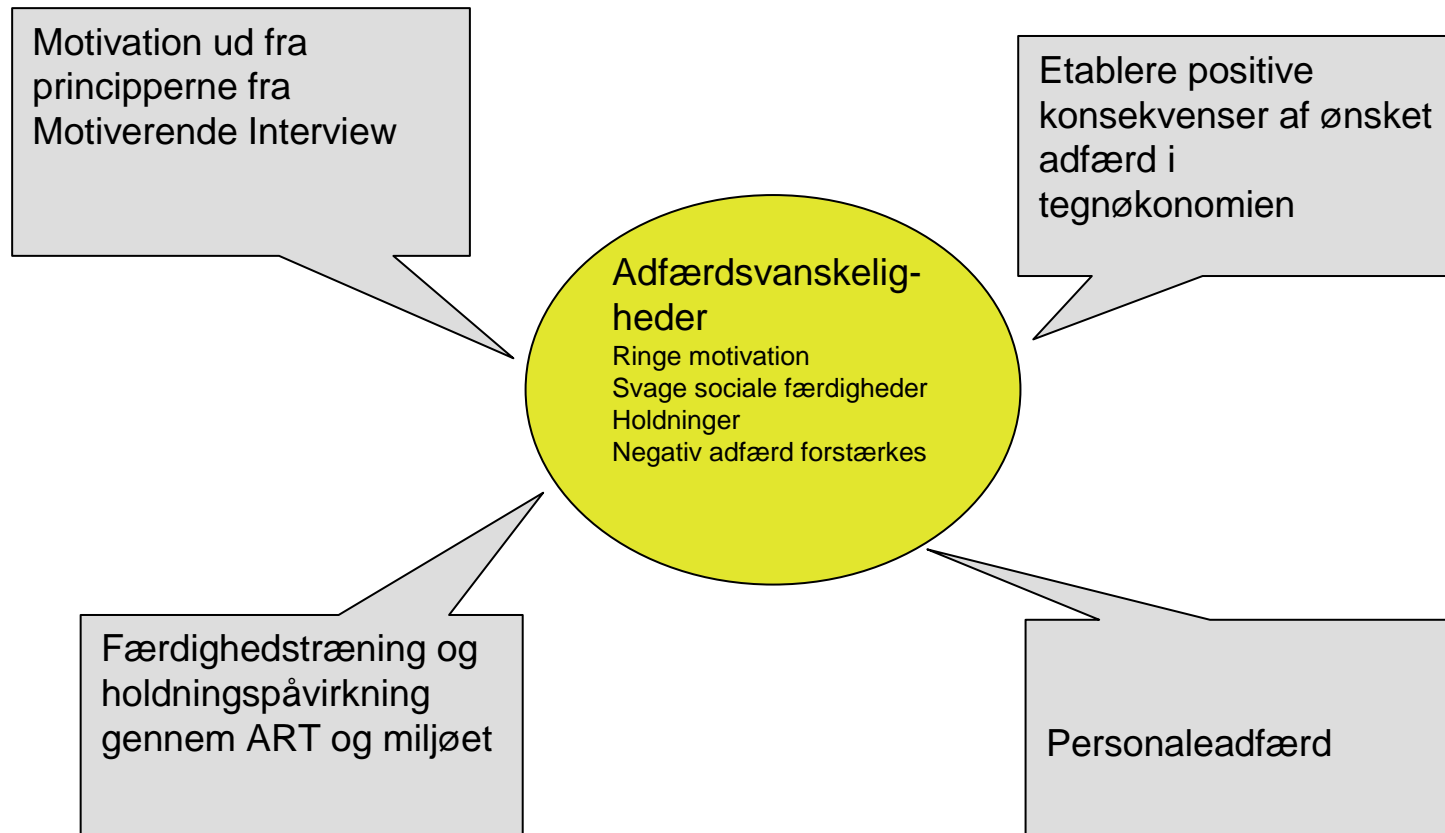 Motivation ud fra
principperne fra
Motiverende Interview
Etablere positive
konsekvenser af ønsket
adfærd i
tegnøkonomien
Adfærdsvanskelig-
heder
Ringe motivation
Svage sociale færdigheder
Holdninger
Negativ adfærd forstærkes
Færdighedstræning og
holdningspåvirkning
gennem ART og miljøet
Personaleadfærd